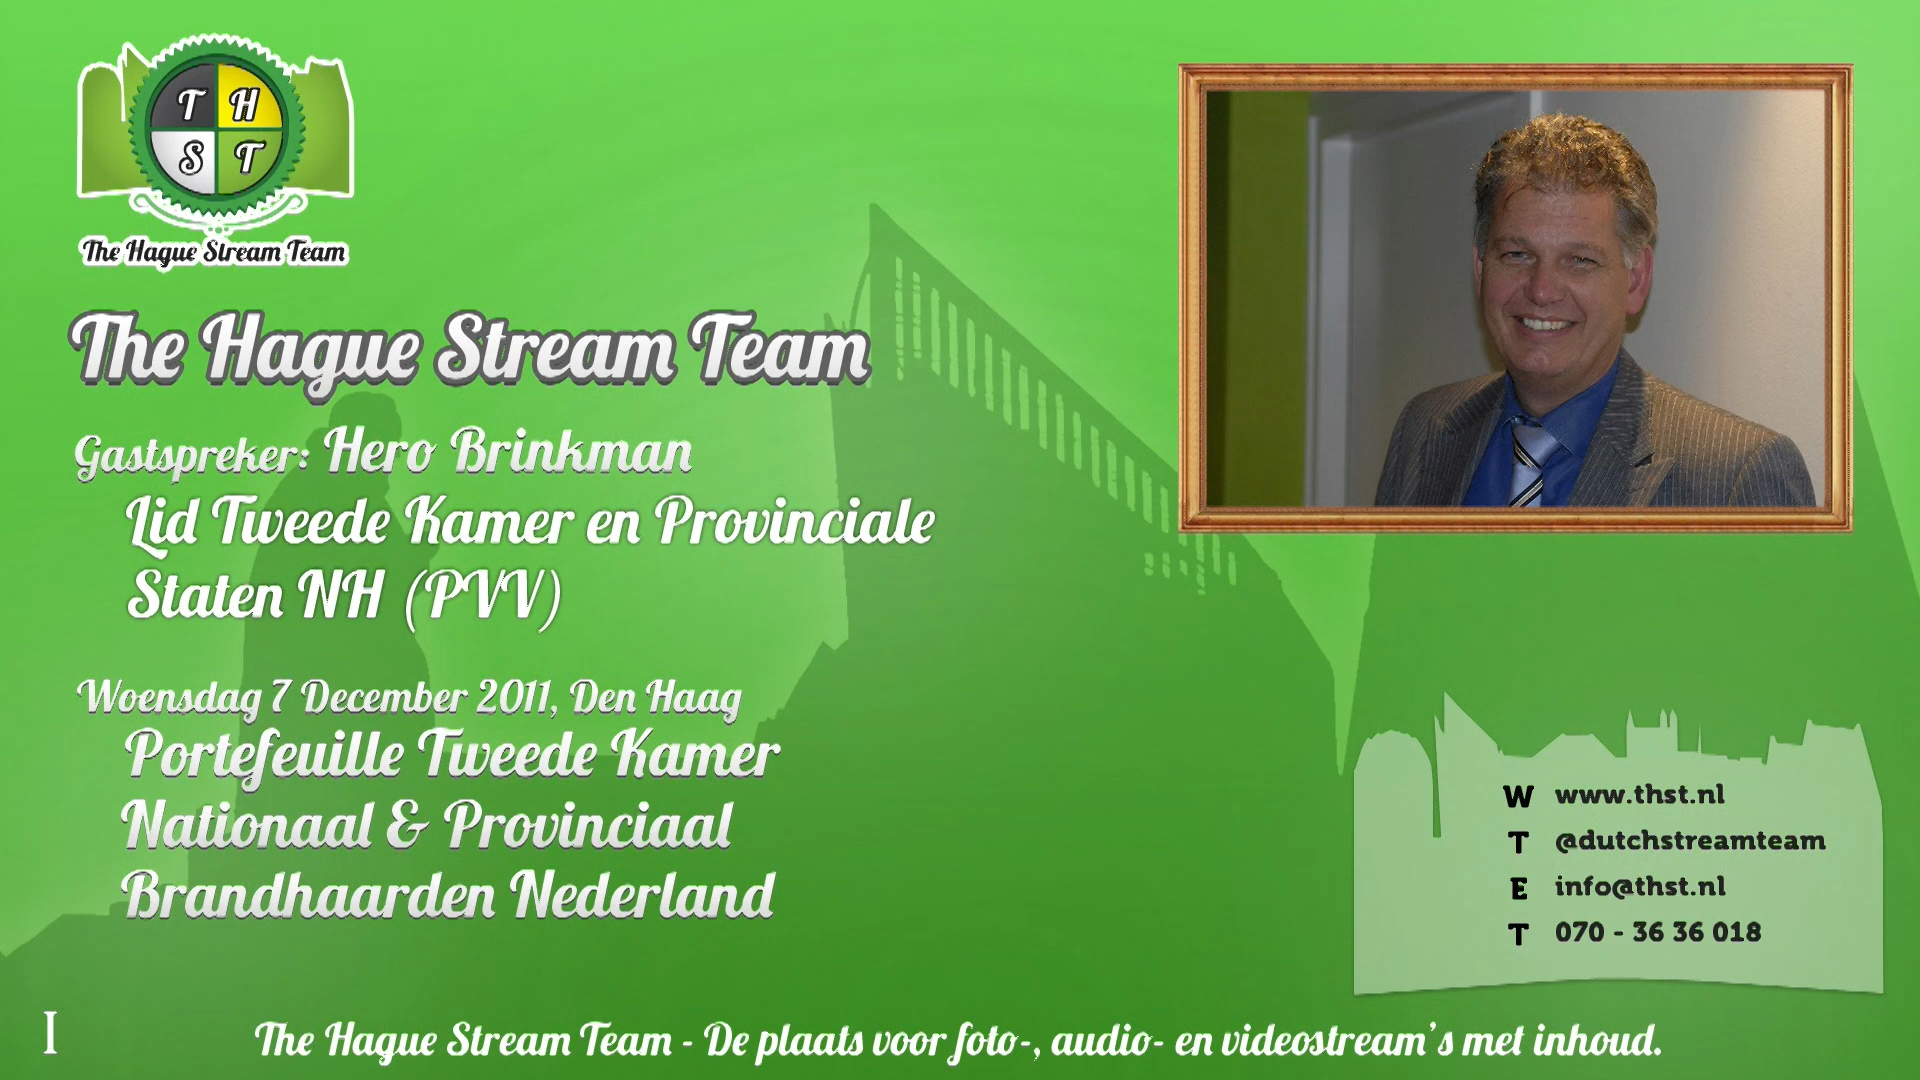 T H
S T
The Hague Stream Team
The Hague Stream Team
Gastspreker: Hero Brinkman
Lid Tweede Kamer en Provinciale
Staten NH (PVV)
Woensdag 7 December 2011, Den Haag
Portefeuille Tweede Kamer
Nationaal & Provinciaal
Brandhaarden Nederland
W www.thst.nl
T @dutchstreamteam
E info@thst.nl
T 070 - 36 36 018
I
The Hague Stream Team - De plaats voor foto-, audio- en videostream's met inhoud.